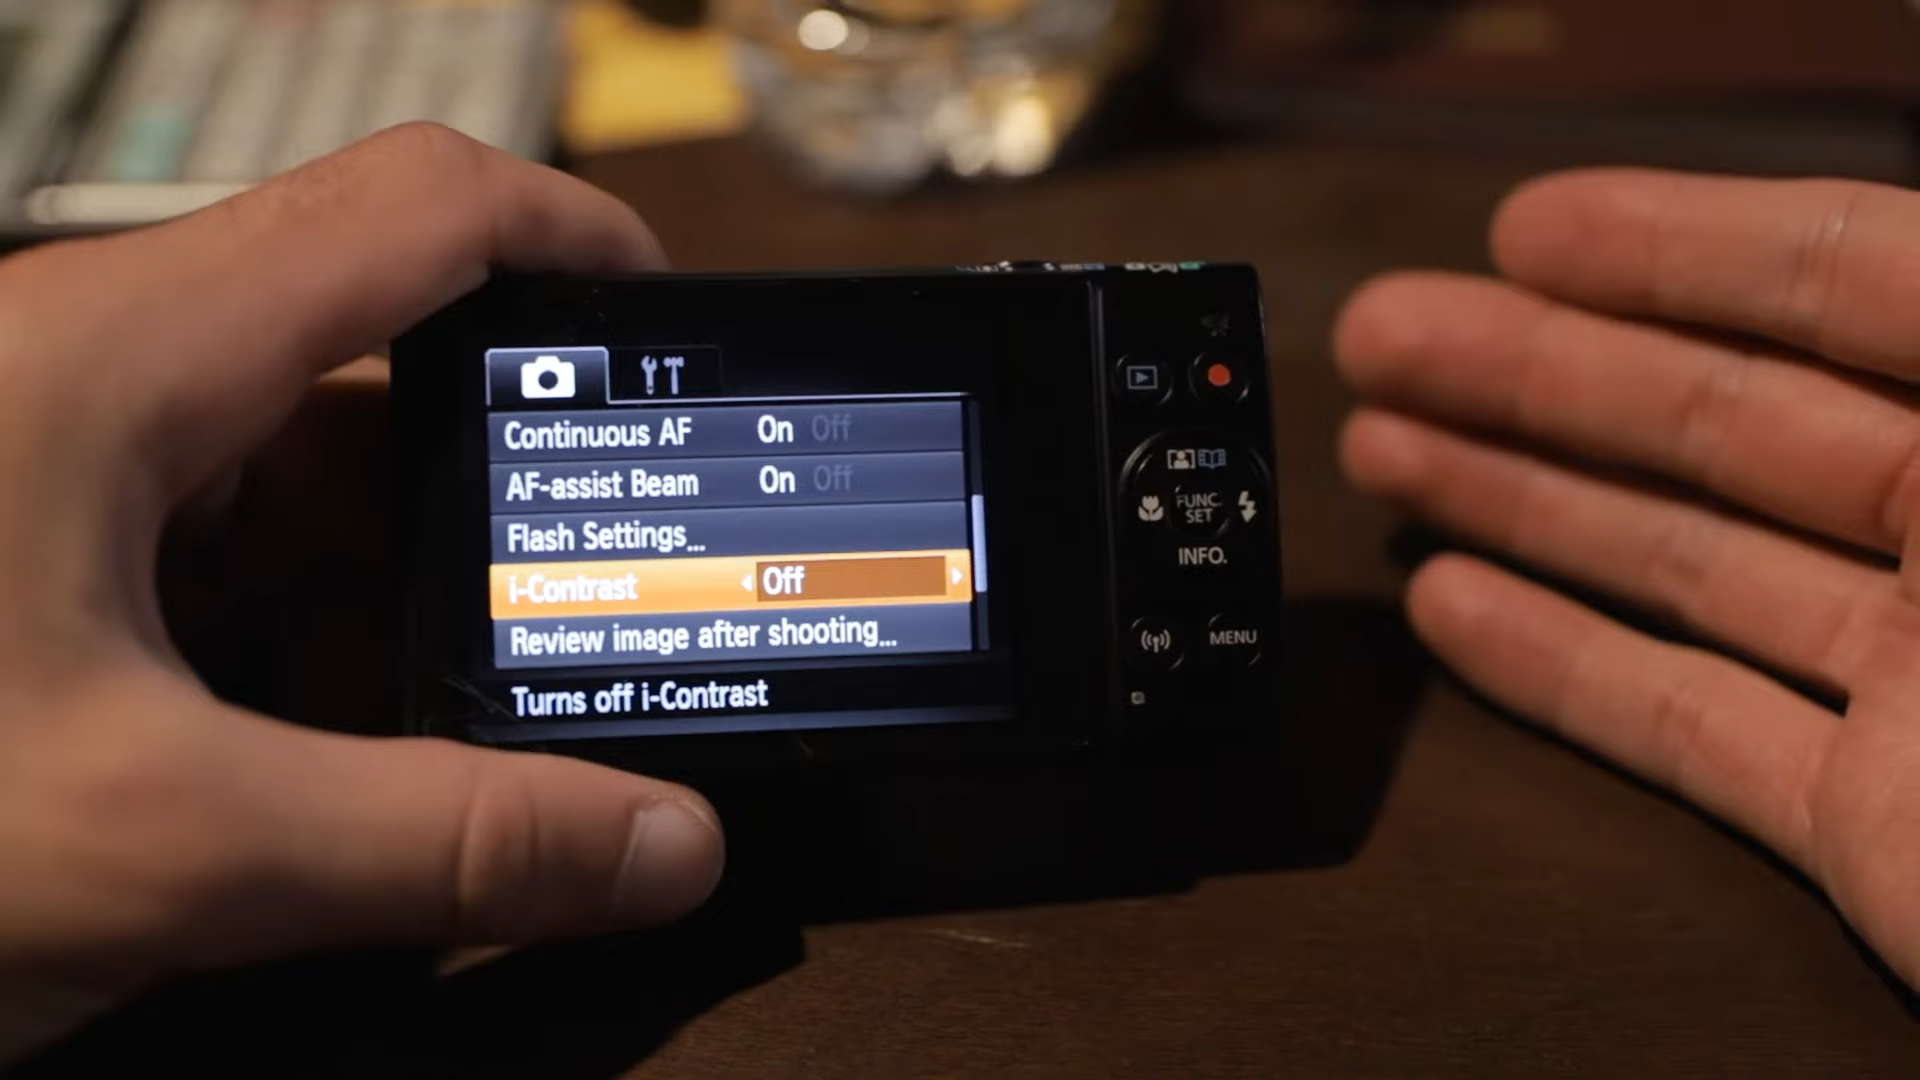 Continuous AF On Off
AF-assist Beam On Off
Flash Settings...
i-Contrast Off
Review image after shooting...
Turns off i-Contrast
FUNC.
SET
INFO.
MENU